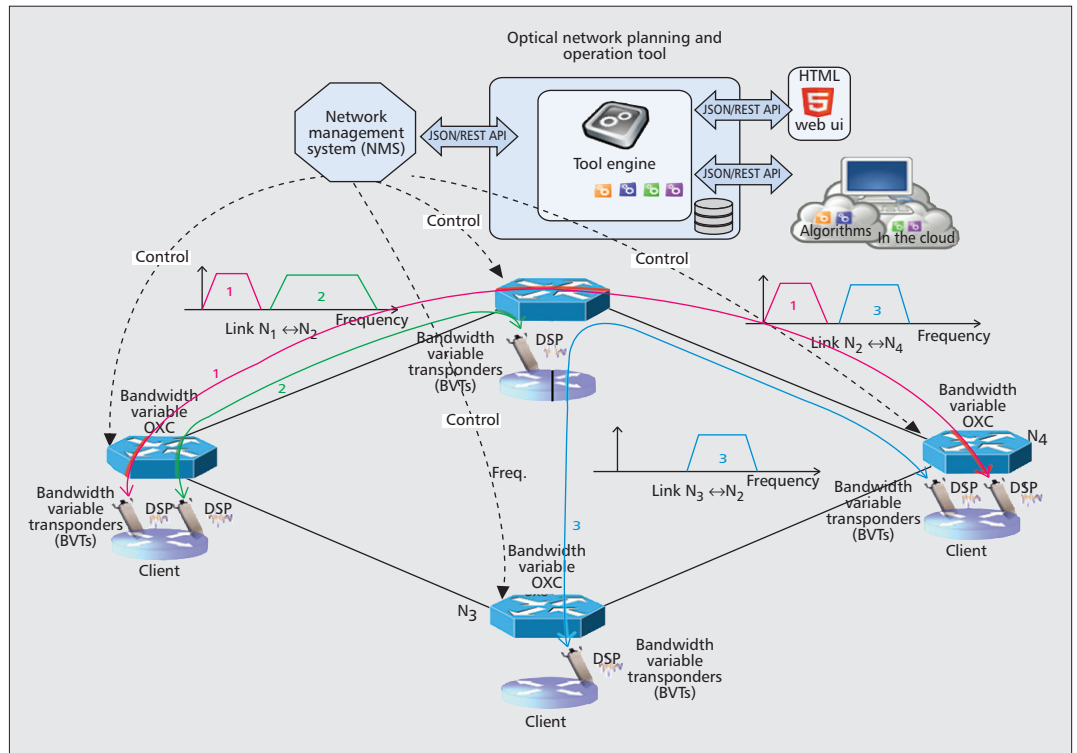 Optical network planning and
operation tool
HTML
5
web ui
Network
management
system (NMS)
JSON/REST API
JSON/REST API
Tool engine
JSON/REST API
Algorithms
In the cloud
Control
Control
Control
1
2
Frequency
Link N1 ↔N2
1
3
Frequency
Link N2 ↔N4
Bandwidth
variable
transponders
(BVTs)
DSP
1
2
Bandwidth
variable
OXC
Control
Bandwidth
variable
OXC
N4
3
Frequency
Link N3 ↔N2
Freq.
Bandwidth
variable
transponders
(BVTs)
DSP
DSP
Client
Bandwidth
variable
transponders
(BVTs)
DSP
DSP
Client
3
Bandwidth
variable
OXC
N3
DSP
Bandwidth
variable
transponders
(BVTs)
Client